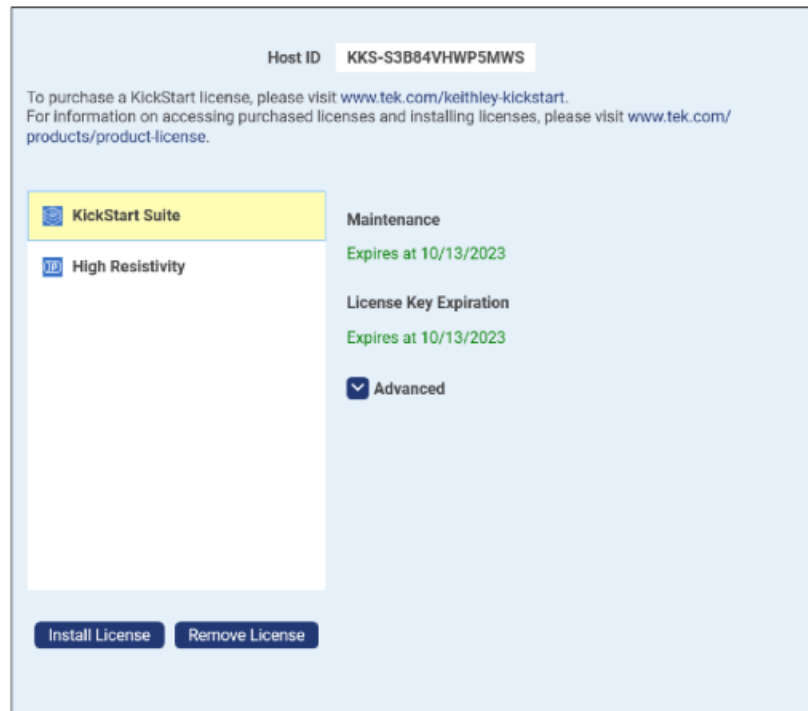 Host ID KKS-S3B84VHWP5MWS
To purchase a KickStart license, please visit www.tek.com/keithley-kickstart.
For information on accessing purchased licenses and installing licenses, please visit www.tek.com/
products/product-license.
KickStart Suite
High Resistivity
Maintenance
Expires at 10/13/2023
License Key Expiration
Expires at 10/13/2023
Advanced
Install License Remove License